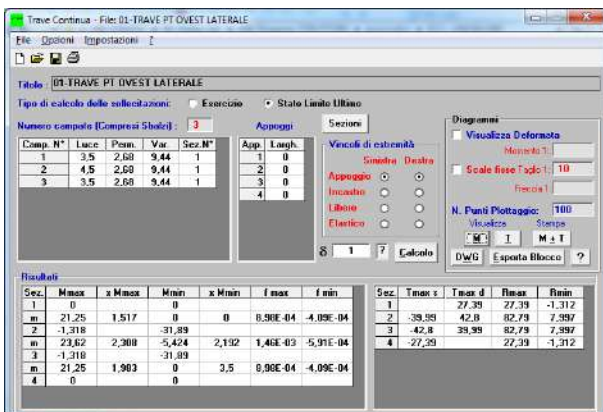 Trave Continua - File: 01-TRAVE PT OVEST LATERALE
File Opzioni Impostazioni ?
Titolo : 01-TRAVE PT OVEST LATERALE
Tipo di calcolo delle sollecitazioni: Esercizio Stato Limite Ultimo
Numero campate (Compresi Sbalzi) : 3 Appoggi Sezioni
Camp. N° Luce Perm. Var. Sez.N°
1 3,5 2,68 9,44 1
2 4,5 2,68 9,44 1
3 3,5 2,68 9,44 1
App. Largh.
1 0
2 0
3 0
4 0
Vincoli di estremità
Sinistra Destra
Appoggio
Incastro
Libero
Elastico
δ 1 ? Calcolo
Diagrammi
Visualizza Deformata
Momento 1:
Scale fisse Taglio 1: 10
Freccia 1:
N. Punti Plottaggio: 100
Visualizza Stampa
M T M + T
DWG Esporta Blocco ?
Risultati
Sez. Mmax x Mmax Mmin x Mmin f max f min
1 0 0
m 21,25 1,517 0 0 8,98E-04 -4,09E-04
2 -1,318 -31,89
m 23,62 2,308 -5,424 2,192 1,46E-03 -5,91E-04
3 -1,318 -31,89
m 21,25 1,983 0 3,5 8,98E-04 -4,09E-04
4 0 0
Sez. Tmax s Tmax d Rmax Rmin
1 27,39 27,39 -1,312
2 -39,99 42,8 82,79 7,997
3 -42,8 39,99 82,79 7,997
4 -27,39 27,39 -1,312